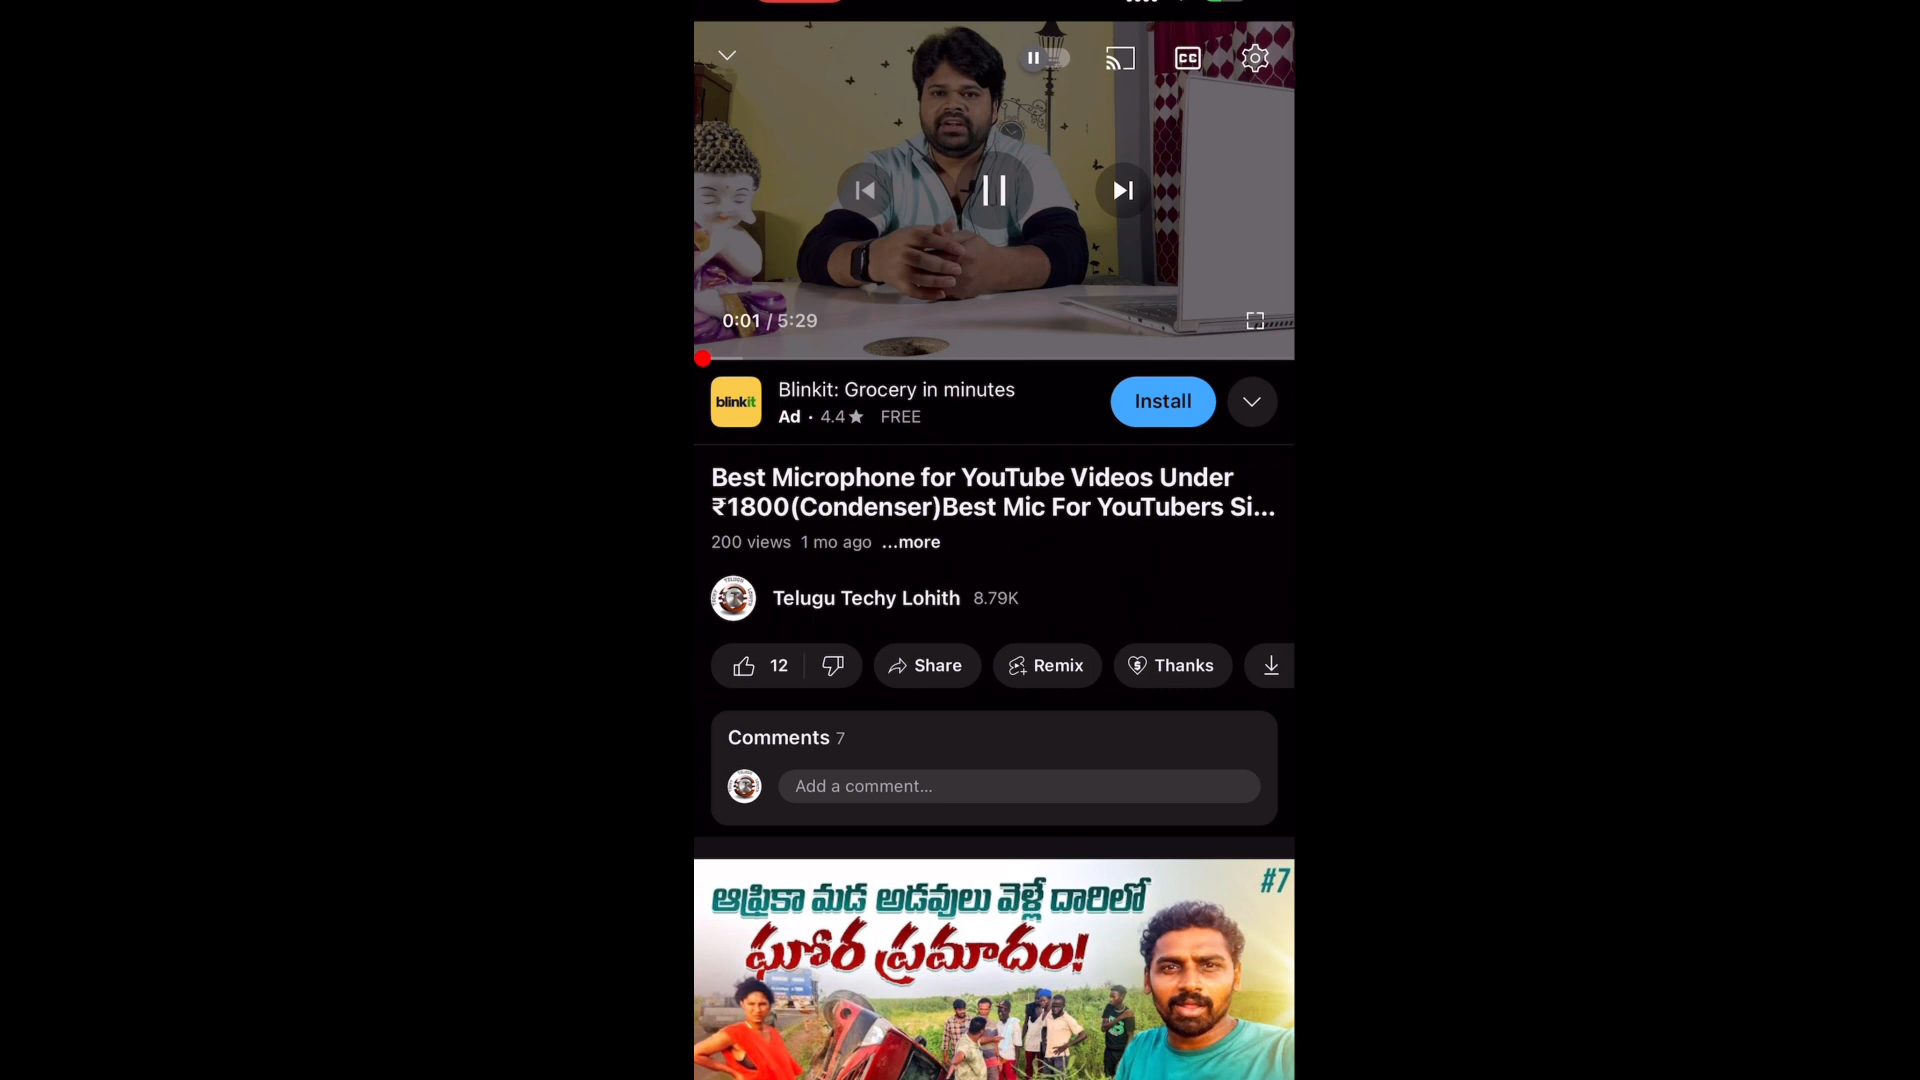 CC
0:01 / 5:29
blinkit
Blinkit: Grocery in minutes
Ad · 4.4★ FREE
Install
Best Microphone for YouTube Videos Under
₹1800(Condenser)Best Mic For YouTubers Si...
200 views 1 mo ago ...more
Telugu Techy Lohith 8.79K
12
Share
Remix
Thanks
Comments 7
Add a comment...
#7
ఆఫ్రికా మడ అడవులు వెళ్లే దారిలో
ఘోర ప్రమాదం!